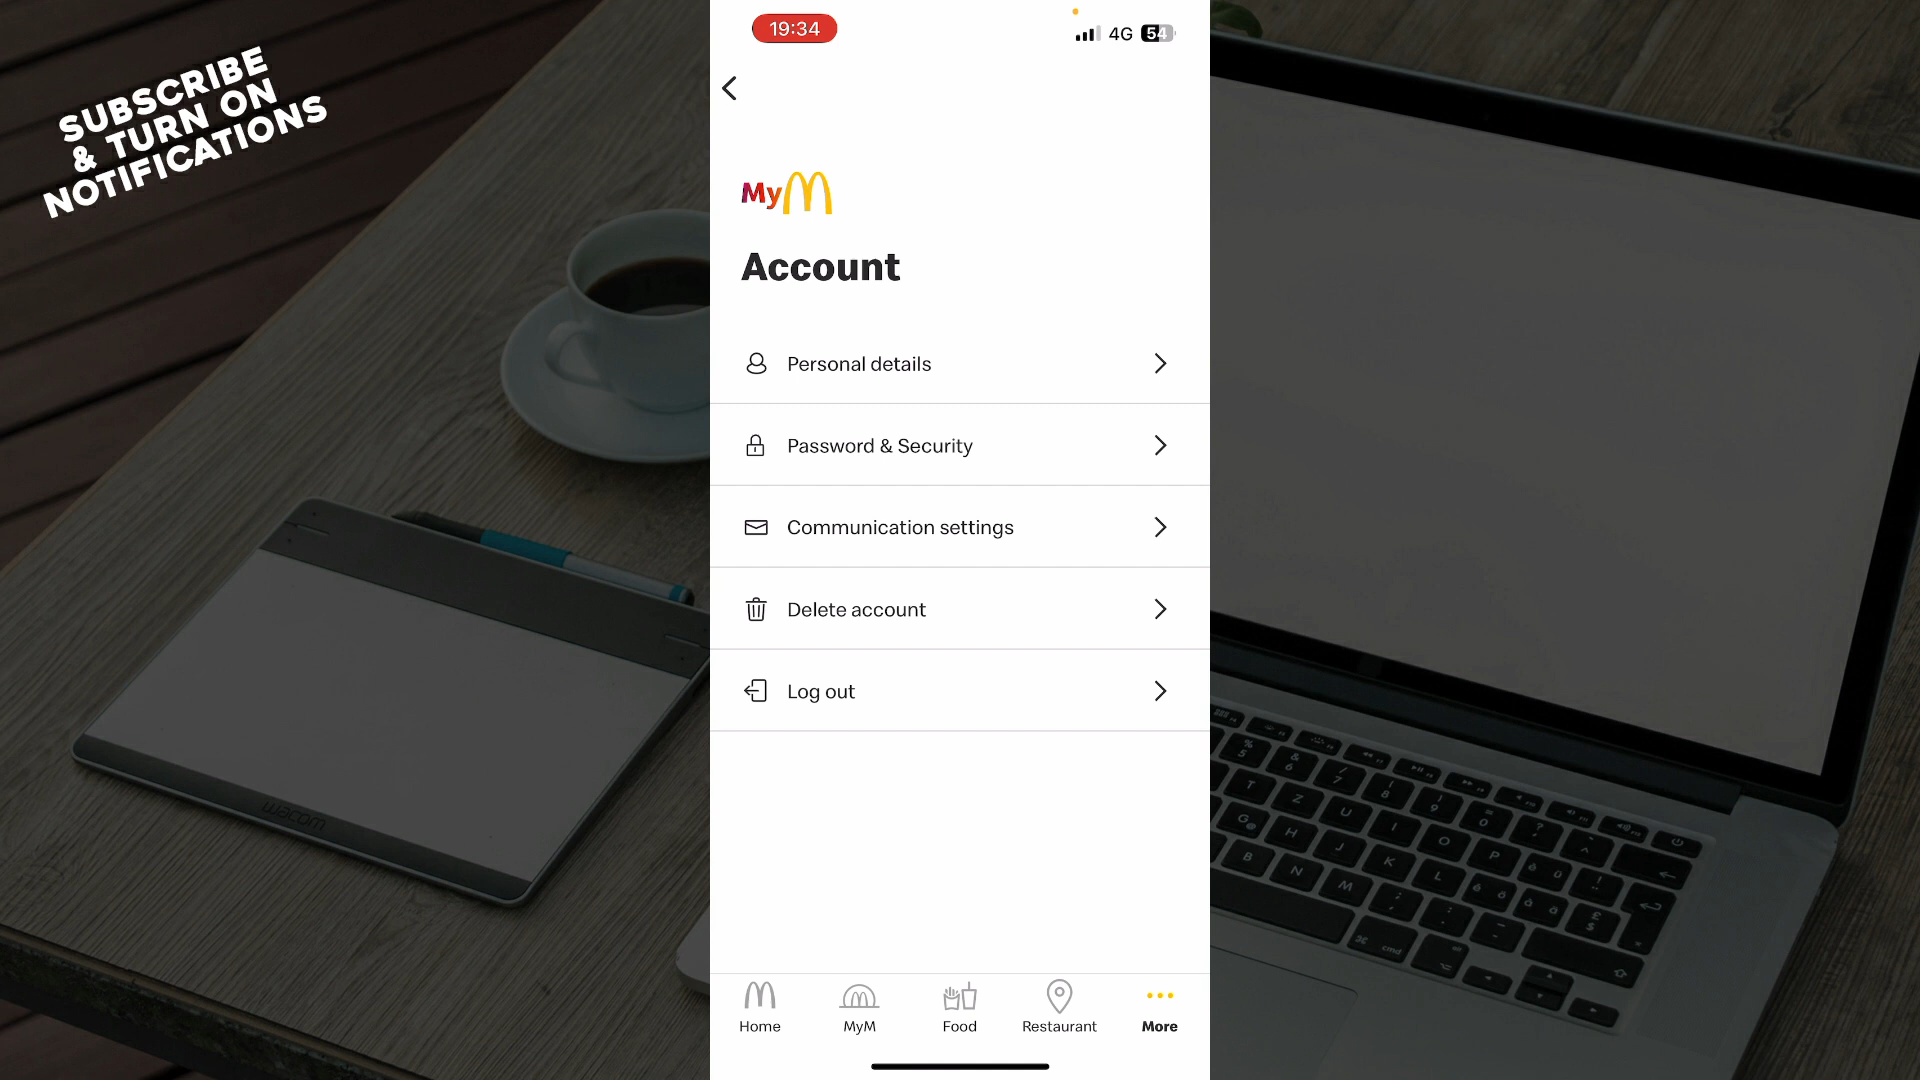 SUBSCRIBE
& TURN ON
NOTIFICATIONS
19:34
4G 54
My
Account
Personal details
Password & Security
Communication settings
Delete account
Log out
Home
MyM
Food
Restaurant
More
wacom